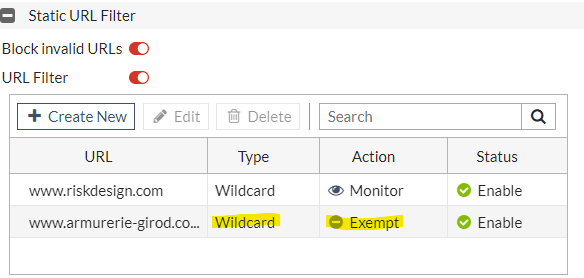 Static URL Filter
Block invalid URLs
URL Filter
Create New Edit Delete Search
URL Type Action Status
www.riskdesign.com Wildcard Monitor Enable
www.armurerie-girod.co... Wildcard Exempt Enable